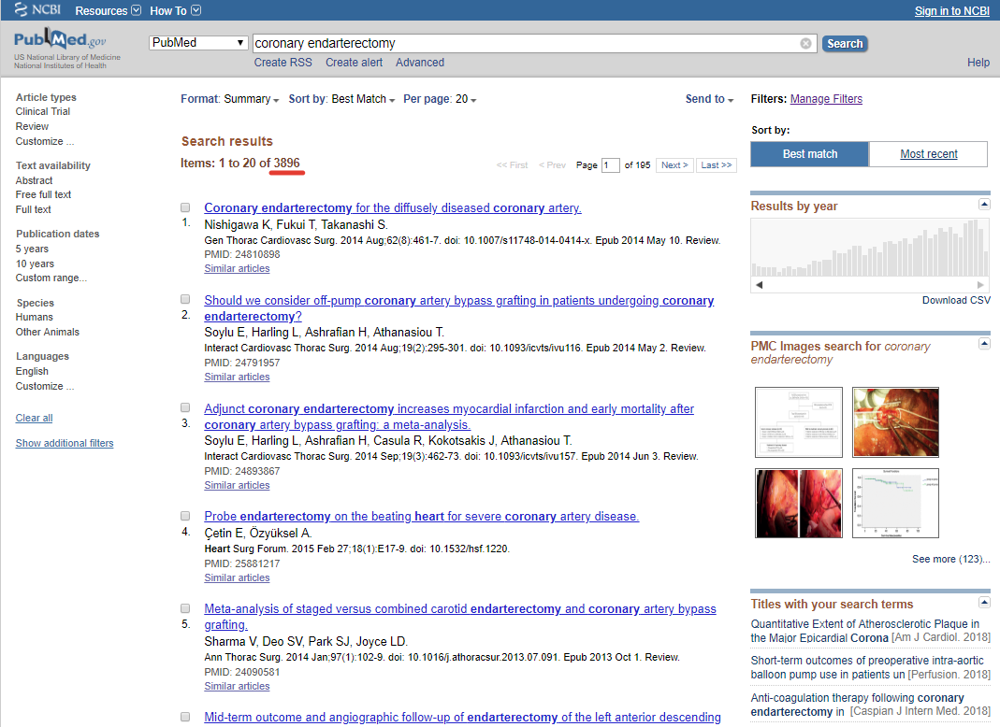 NCBI Resources How To Sign in to NCBI
PubMed.gov
US National Library of Medicine
National Institutes of Health
PubMed coronary endarterectomy Search
Create RSS Create alert Advanced Help
Article types
Clinical Trial
Review
Customize ...
Text availability
Abstract
Free full text
Full text
Publication dates
5 years
10 years
Custom range...
Species
Humans
Other Animals
Languages
English
Customize ...
Clear all
Show additional filters
Format: Summary Sort by: Best Match Per page: 20 Send to
Search results
Items: 1 to 20 of 3896
<< First < Prev Page 1 of 195 Next > Last >>
Coronary endarterectomy for the diffusely diseased coronary artery.
1. Nishigawa K, Fukui T, Takanashi S.
Gen Thorac Cardiovasc Surg. 2014 Aug;62(8):461-7. doi: 10.1007/s11748-014-0414-x. Epub 2014 May 10. Review.
PMID: 24810898
Similar articles
Should we consider off-pump coronary artery bypass grafting in patients undergoing coronary
2. endarterectomy?
Soylu E, Harling L, Ashrafian H, Athanasiou T.
Interact Cardiovasc Thorac Surg. 2014 Aug;19(2):295-301. doi: 10.1093/icvts/ivu116. Epub 2014 May 2. Review.
PMID: 24791957
Similar articles
Adjunct coronary endarterectomy increases myocardial infarction and early mortality after
3. coronary artery bypass grafting: a meta-analysis.
Soylu E, Harling L, Ashrafian H, Casula R, Kokotsakis J, Athanasiou T.
Interact Cardiovasc Thorac Surg. 2014 Sep;19(3):462-73. doi: 10.1093/icvts/ivu157. Epub 2014 Jun 3. Review.
PMID: 24893867
Similar articles
Probe endarterectomy on the beating heart for severe coronary artery disease.
4. Çetin E, Özyüksel A.
Heart Surg Forum. 2015 Feb 27;18(1):E17-9. doi: 10.1532/hsf.1220.
PMID: 25881217
Similar articles
Meta-analysis of staged versus combined carotid endarterectomy and coronary artery bypass
5. grafting.
Sharma V, Deo SV, Park SJ, Joyce LD.
Ann Thorac Surg. 2014 Jan;97(1):102-9. doi: 10.1016/j.athoracsur.2013.07.091. Epub 2013 Oct 1. Review.
PMID: 24090581
Similar articles
Mid-term outcome and angiographic follow-up of endarterectomy of the left anterior descending
Filters: Manage Filters
Sort by:
Best match Most recent
Results by year
Download CSV
PMC Images search for coronary
endarterectomy
See more (123)...
Titles with your search terms
Quantitative Extent of Atherosclerotic Plaque in
the Major Epicardial Corona [Am J Cardiol. 2018]
Short-term outcomes of preoperative intra-aortic
balloon pump use in patients un [Perfusion. 2018]
Anti-coagulation therapy following coronary
endarterectomy in [Caspian J Intern Med. 2018]